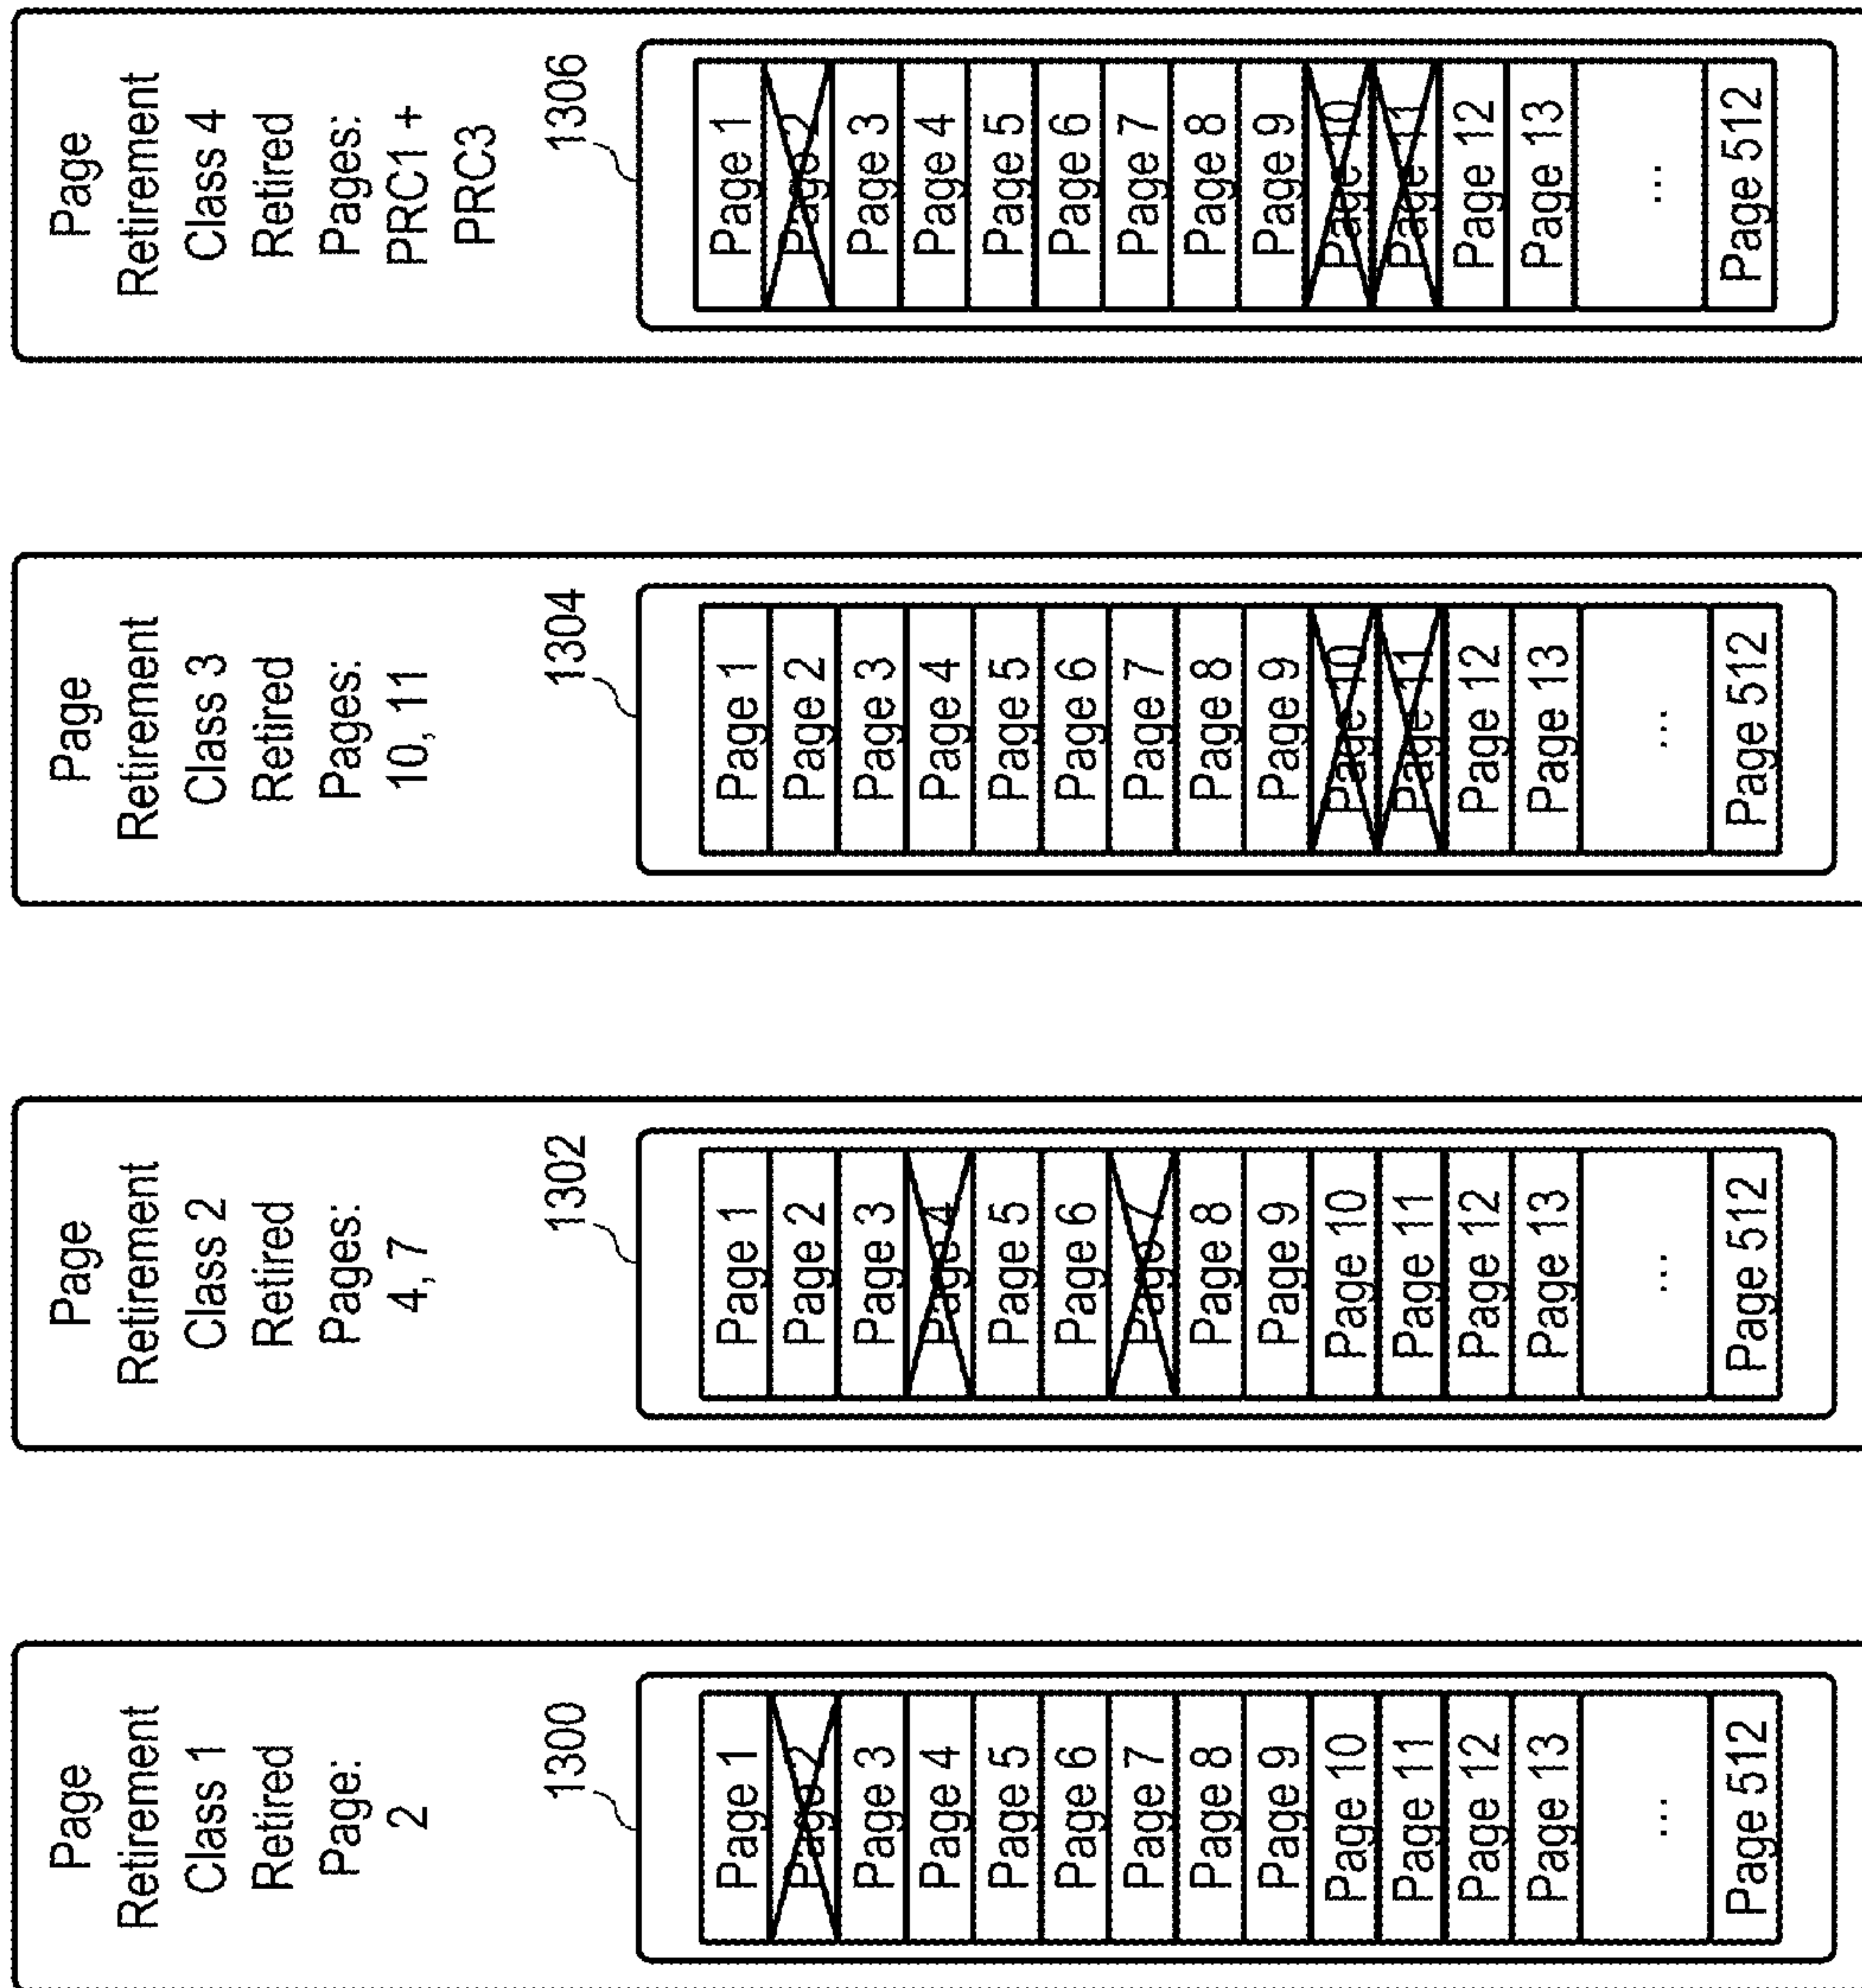 Page
Retirement
Class 1
Retired
Page:
2
1300
Page 1
Page 2
Page 3
Page 4
Page 5
Page 6
Page 7
Page 8
Page 9
Page 10
Page 11
Page 12
Page 13
...
Page 512
Page
Retirement
Class 2
Retired
Pages:
4, 7
1302
Page 1
Page 2
Page 3
Page 4
Page 5
Page 6
Page 7
Page 8
Page 9
Page 10
Page 11
Page 12
Page 13
...
Page 512
Page
Retirement
Class 3
Retired
Pages:
10, 11
1304
Page 1
Page 2
Page 3
Page 4
Page 5
Page 6
Page 7
Page 8
Page 9
Page 10
Page 11
Page 12
Page 13
...
Page 512
Page
Retirement
Class 4
Retired
Pages:
PRC1 +
PRC3
1306
Page 1
Page 2
Page 3
Page 4
Page 5
Page 6
Page 7
Page 8
Page 9
Page 10
Page 11
Page 12
Page 13
...
Page 512